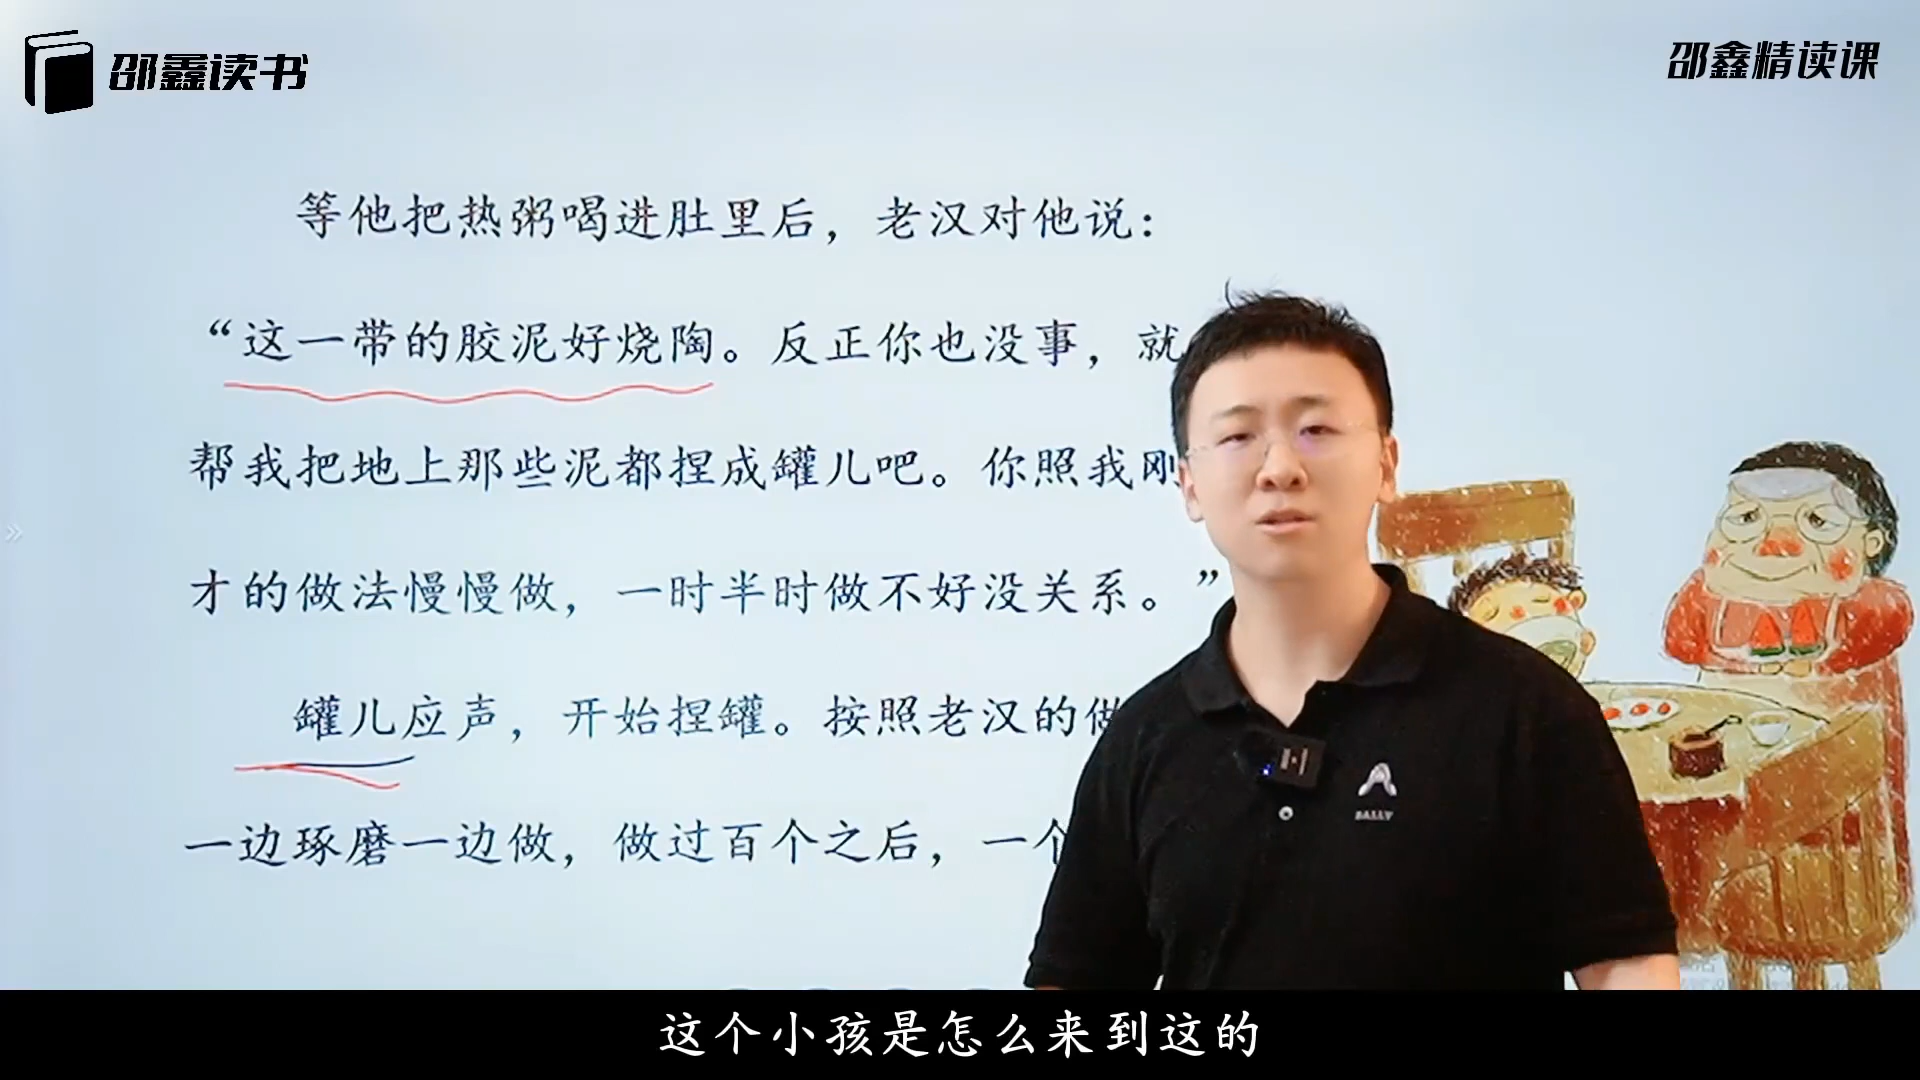 邵鑫读书
邵鑫精读课
等他把热粥喝进肚里后，老汉对他说：
“这一带的胶泥好烧陶。反正你也没事，就
帮我把地上那些泥都捏成罐儿吧。你照我刚
才的做法慢慢做，一时半时做不好没关系。”
罐儿应声，开始捏罐。按照老汉的做
一边琢磨一边做，做过百个之后，一个
BALLY
这个小孩是怎么来到这的